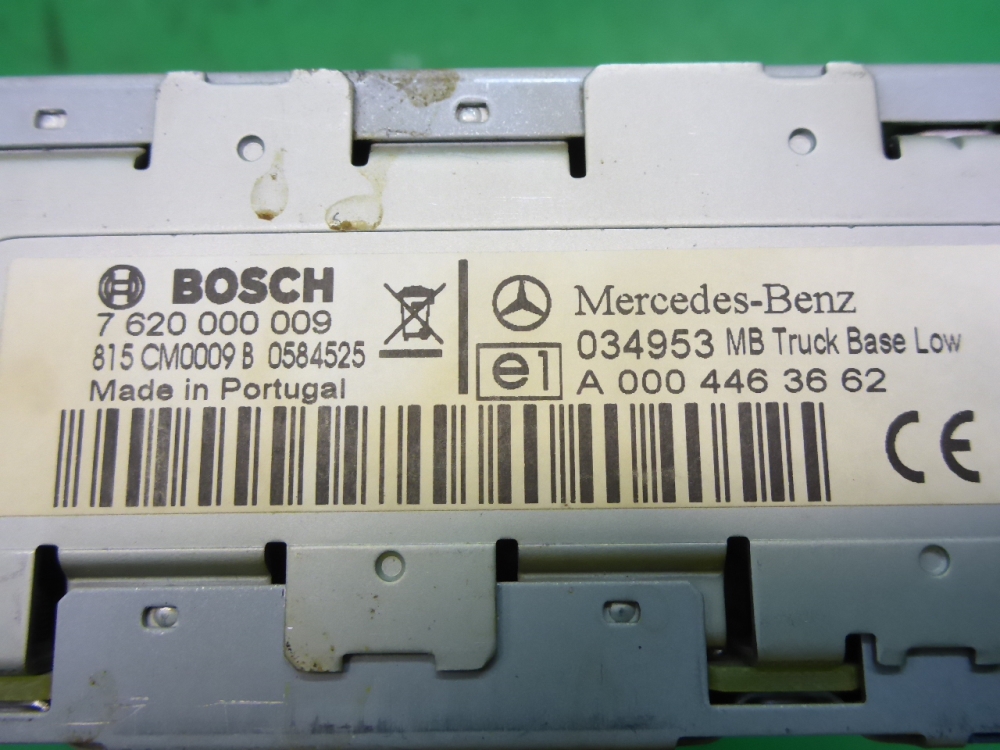 BOSCH
7 620 000 009
815 CM0009 B 0584525
Made in Portugal
Mercedes-Benz
034953 MB Truck Base Low
e1 A 000 446 36 62
CE